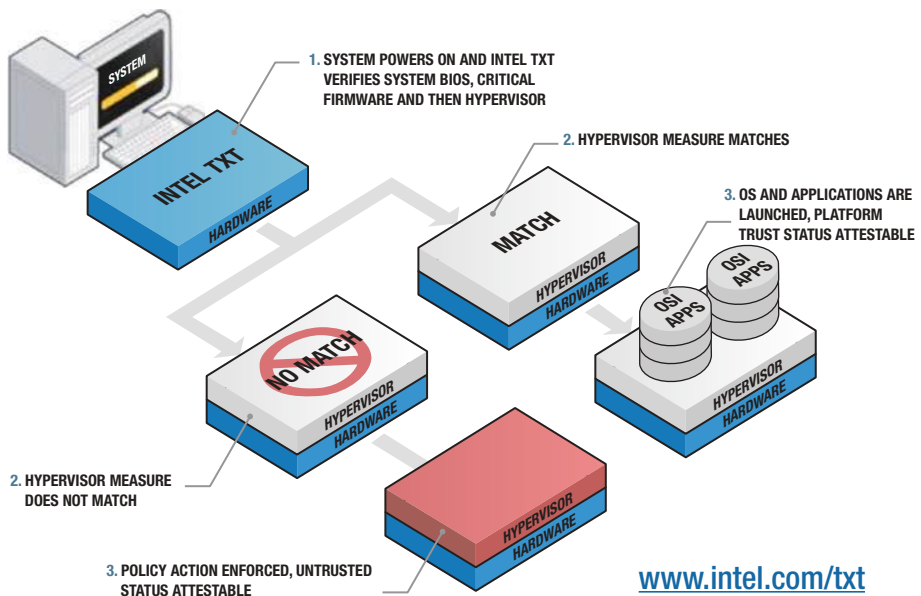 SYSTEM
1. SYSTEM POWERS ON AND INTEL TXT
VERIFIES SYSTEM BIOS, CRITICAL
FIRMWARE AND THEN HYPERVISOR
INTEL TXT
HARDWARE
2. HYPERVISOR MEASURE MATCHES
MATCH
HYPERVISOR
HARDWARE
3. OS AND APPLICATIONS ARE
LAUNCHED, PLATFORM
TRUST STATUS ATTESTABLE
OSI
APPS
OSI
APPS
HYPERVISOR
HARDWARE
NO MATCH
HYPERVISOR
HARDWARE
2. HYPERVISOR MEASURE
DOES NOT MATCH
HYPERVISOR
HARDWARE
3. POLICY ACTION ENFORCED, UNTRUSTED
STATUS ATTESTABLE
www.intel.com/txt